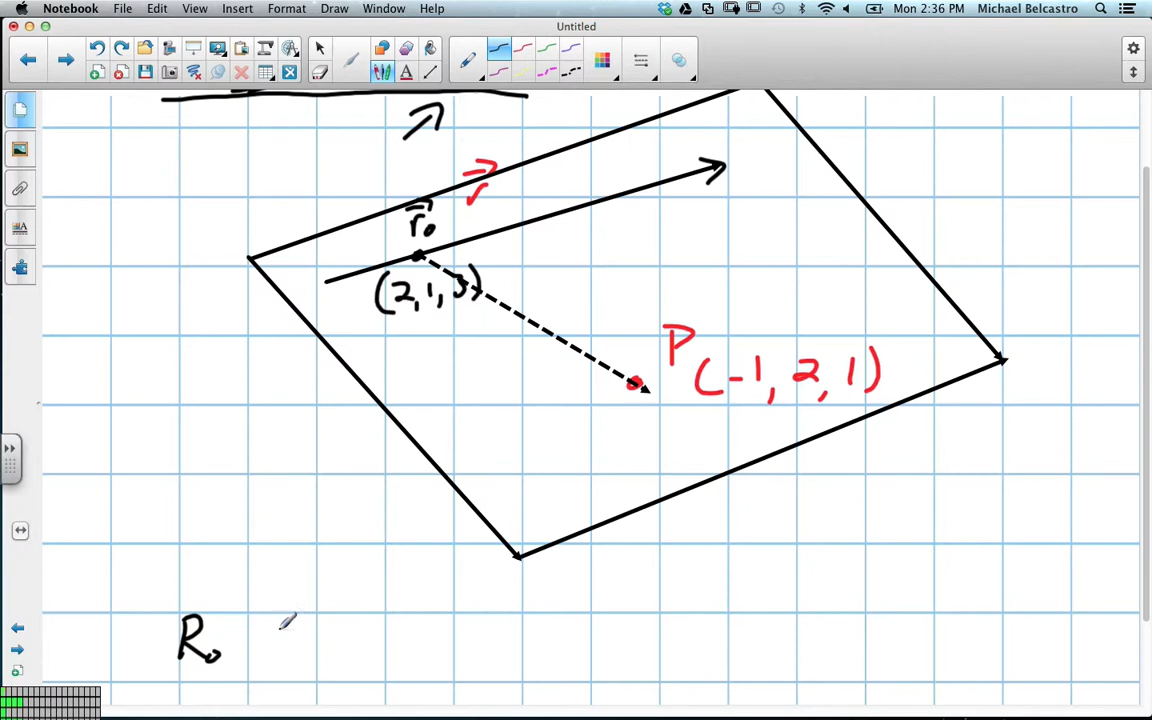 Notebook File Edit View Insert Format Draw Window Help Mon 2:36 PM Michael Belcastro
Untitled
r
r₀
(2,1,3)
P
(-1, 2, 1)
R₀